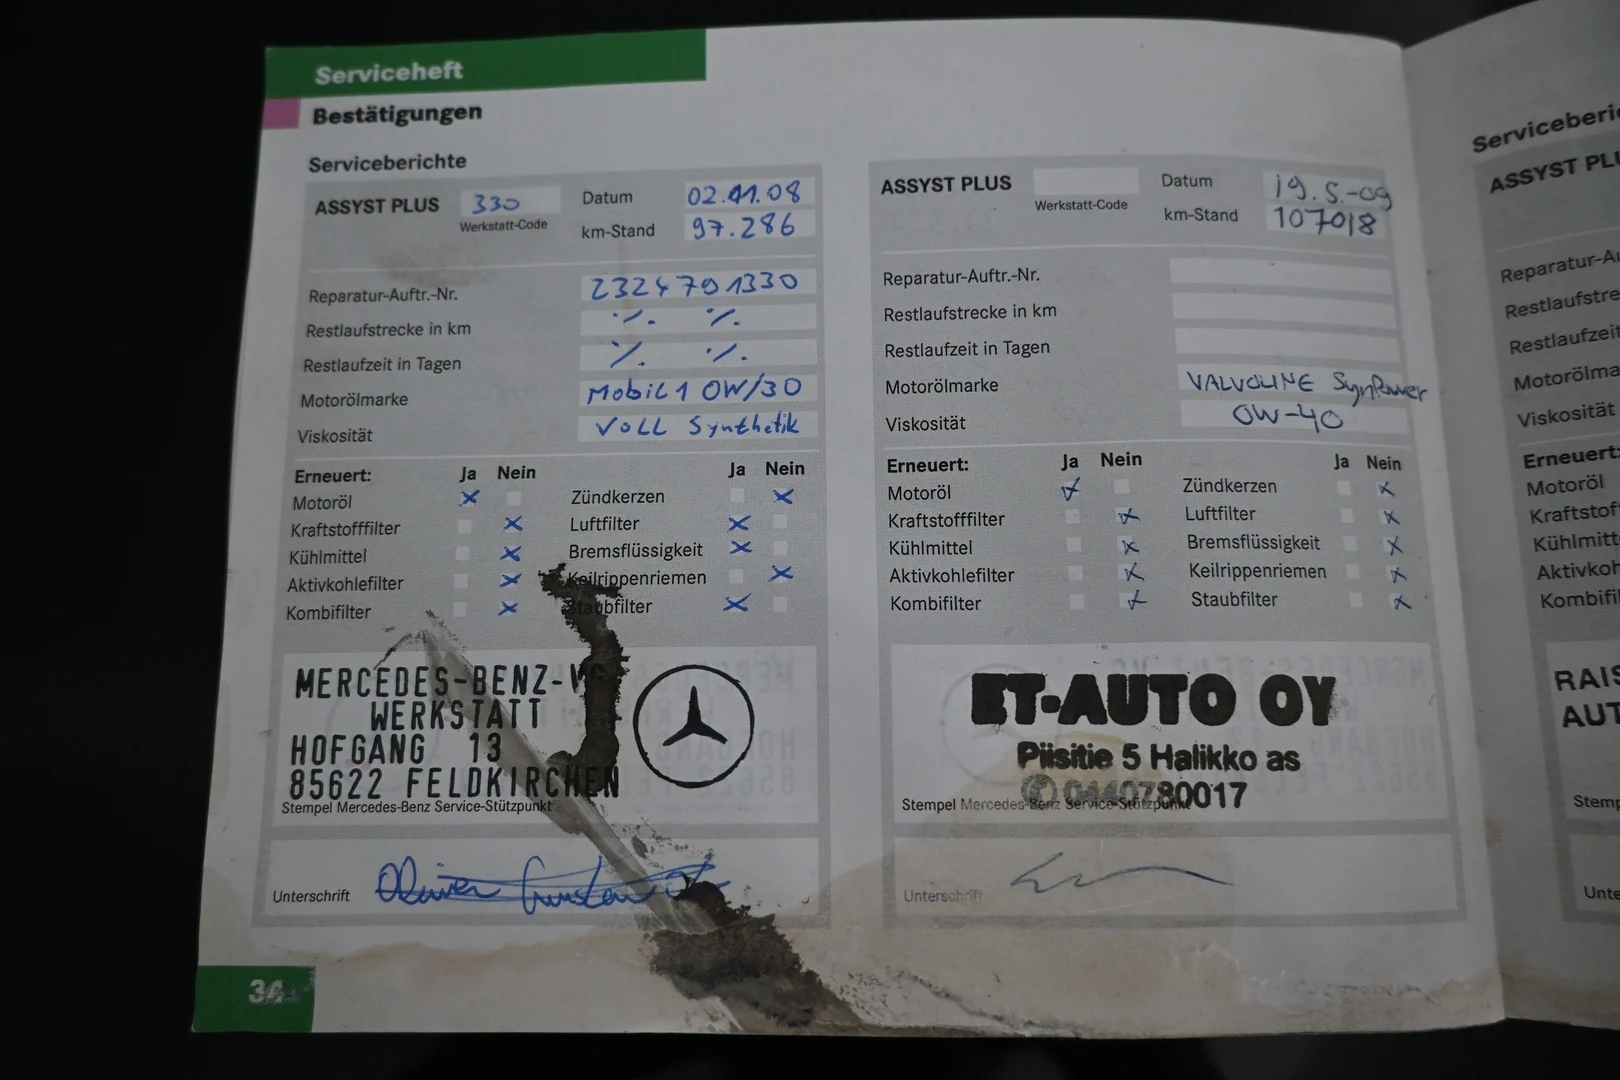 Serviceheft
Bestätigungen
Serviceberichte
ASSYST PLUS 330 Datum 02.11.08
Werkstatt-Code
km-Stand 97.286
Reparatur-Auftr.-Nr. 2324791330
Restlaufstrecke in km ·/. ·/.
Restlaufzeit in Tagen ·/. ·/.
Motorölmarke Mobil 1 0W/30
Viskosität VOLL Synthetik
Erneuert: Ja Nein Ja Nein
Motoröl Zündkerzen
Kraftstofffilter Luftfilter
Kühlmittel Bremsflüssigkeit
Aktivkohlefilter Keilrippenriemen
Kombifilter Staubfilter
MERCEDES-BENZ-
WERKSTATT
HOFGANG 13
85622 FELDKIRCHEN
Stempel Mercedes-Benz Service-Stützpunkt
Unterschrift
34
ASSYST PLUS Datum 19.5.-09
Werkstatt-Code
km-Stand 107018
Reparatur-Auftr.-Nr.
Restlaufstrecke in km
Restlaufzeit in Tagen
Motorölmarke VALVOLINE SynPower
Viskosität 0W-40
Erneuert: Ja Nein Ja Nein
Motoröl Zündkerzen
Kraftstofffilter Luftfilter
Kühlmittel Bremsflüssigkeit
Aktivkohlefilter Keilrippenriemen
Kombifilter Staubfilter
ET-AUTO OY
Piisitie 5 Halikko as
0440780017
Stempel Mercedes-Benz Service-Stützpunkt
Unterschrift
Serviceberi
ASSYST PLU
Reparatur-Au
Restlaufstre
Restlaufzeit
Motorölma
Viskosität
Erneuert:
Motoröl
Kraftstof
Kühlmitt
Aktivkoh
Kombifi
RAIS
AUT
Stemp
Unte